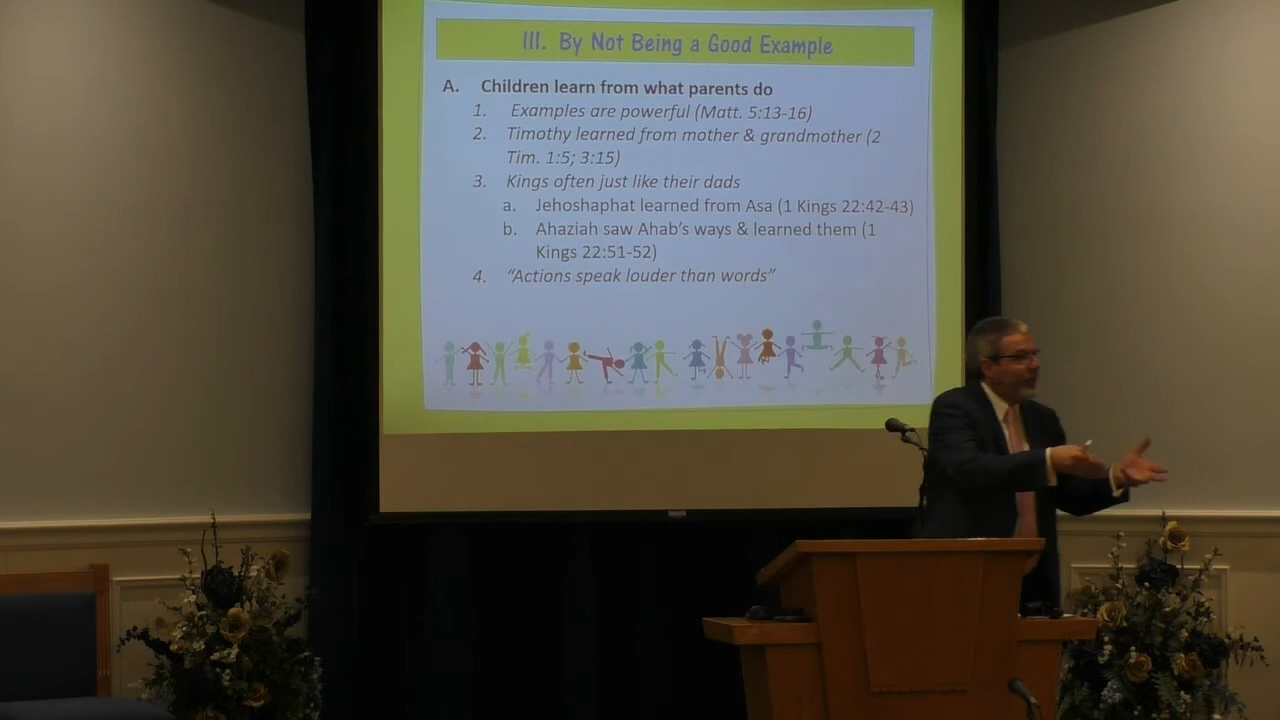 III. By Not Being a Good Example
A. Children learn from what parents do
1. Examples are powerful (Matt. 5:13-16)
2. Timothy learned from mother & grandmother (2
Tim. 1:5; 3:15)
3. Kings often just like their dads
a. Jehoshaphat learned from Asa (1 Kings 22:42-43)
b. Ahaziah saw Ahab's ways & learned them (1
Kings 22:51-52)
4. "Actions speak louder than words"